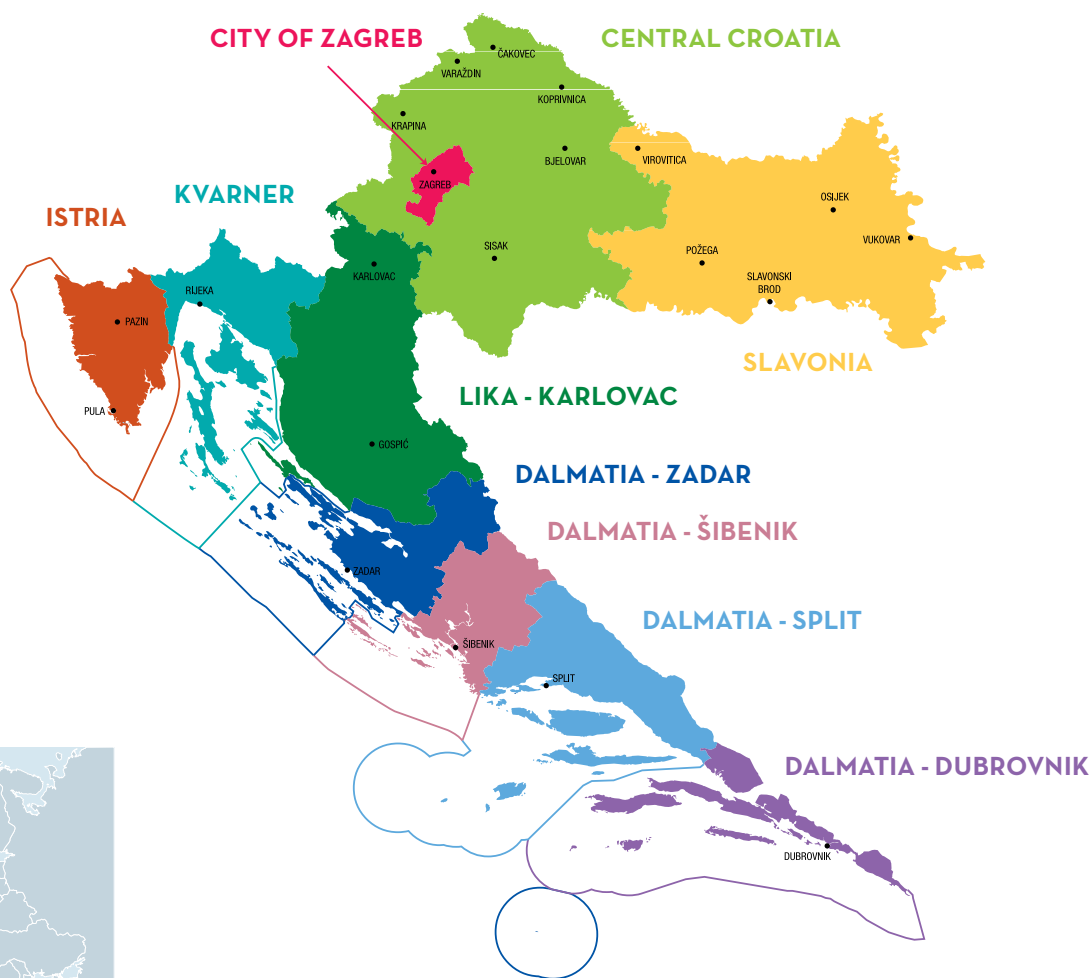 CITY OF ZAGREB
CENTRAL CROATIA
ČAKOVEC
VARAŽDIN
KOPRIVNICA
KRAPINA
BJELOVAR
VIROVITICA
ZAGREB
KVARNER
ISTRIA
OSIJEK
VUKOVAR
SISAK
POŽEGA
KARLOVAC
SLAVONSKI
BROD
RIJEKA
PAZIN
SLAVONIA
LIKA - KARLOVAC
PULA
GOSPIĆ
DALMATIA - ZADAR
DALMATIA - ŠIBENIK
ZADAR
DALMATIA - SPLIT
ŠIBENIK
SPLIT
DALMATIA - DUBROVNIK
DUBROVNIK